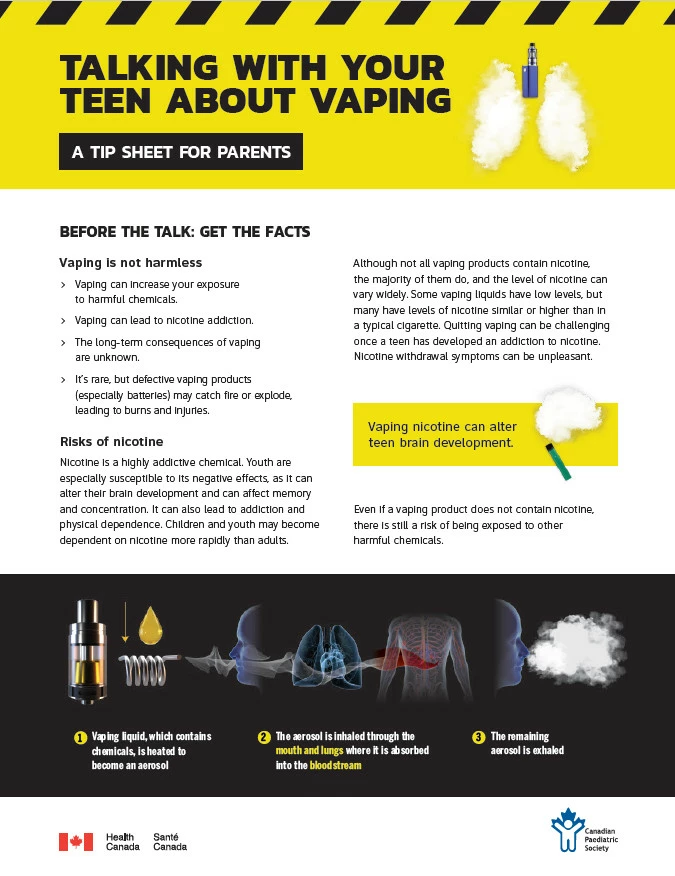 TALKING WITH YOUR
TEEN ABOUT VAPING
A TIP SHEET FOR PARENTS
BEFORE THE TALK: GET THE FACTS
Vaping is not harmless
> Vaping can increase your exposure
to harmful chemicals.
> Vaping can lead to nicotine addiction.
> The long-term consequences of vaping
are unknown.
> It’s rare, but defective vaping products
(especially batteries) may catch fire or explode,
leading to burns and injuries.
Risks of nicotine
Nicotine is a highly addictive chemical. Youth are
especially susceptible to its negative effects, as it can
alter their brain development and can affect memory
and concentration. It can also lead to addiction and
physical dependence. Children and youth may become
dependent on nicotine more rapidly than adults.
Although not all vaping products contain nicotine,
the majority of them do, and the level of nicotine can
vary widely. Some vaping liquids have low levels, but
many have levels of nicotine similar or higher than in
a typical cigarette. Quitting vaping can be challenging
once a teen has developed an addiction to nicotine.
Nicotine withdrawal symptoms can be unpleasant.
Vaping nicotine can alter
teen brain development.
Even if a vaping product does not contain nicotine,
there is still a risk of being exposed to other
harmful chemicals.
1 Vaping liquid, which contains
chemicals, is heated to
become an aerosol
2 The aerosol is inhaled through the
mouth and lungs where it is absorbed
into the bloodstream
3 The remaining
aerosol is exhaled
Health
Canada
Santé
Canada
Canadian
Paediatric
Society